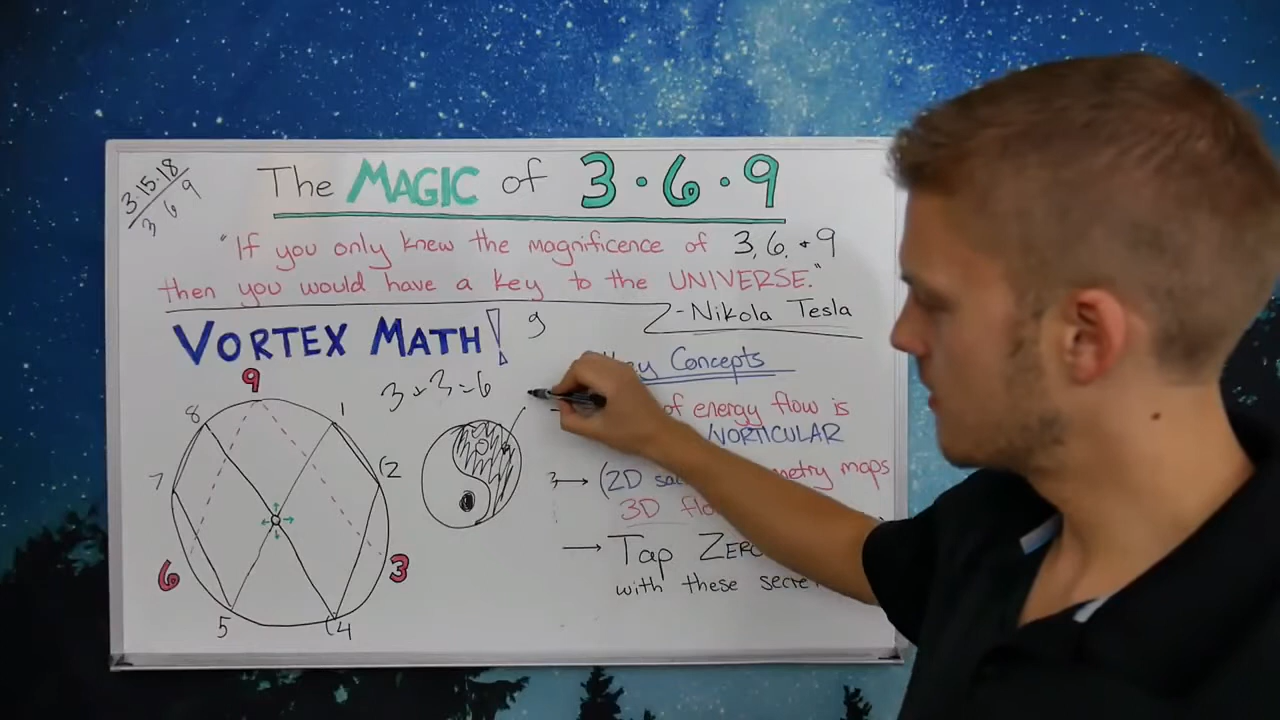 The MAGIC of 3 · 6 · 9
3·15·18
3 6 9
"If you only knew the magnificence of 3, 6, + 9
then you would have a key to the UNIVERSE."
- Nikola Tesla
VORTEX MATH!
9
3 + 3 = 6
Key Concepts
of energy flow is
VORTICULAR
(2D
maps
3D
Tap
with these
9
8
1
7
2
6
3
5
4